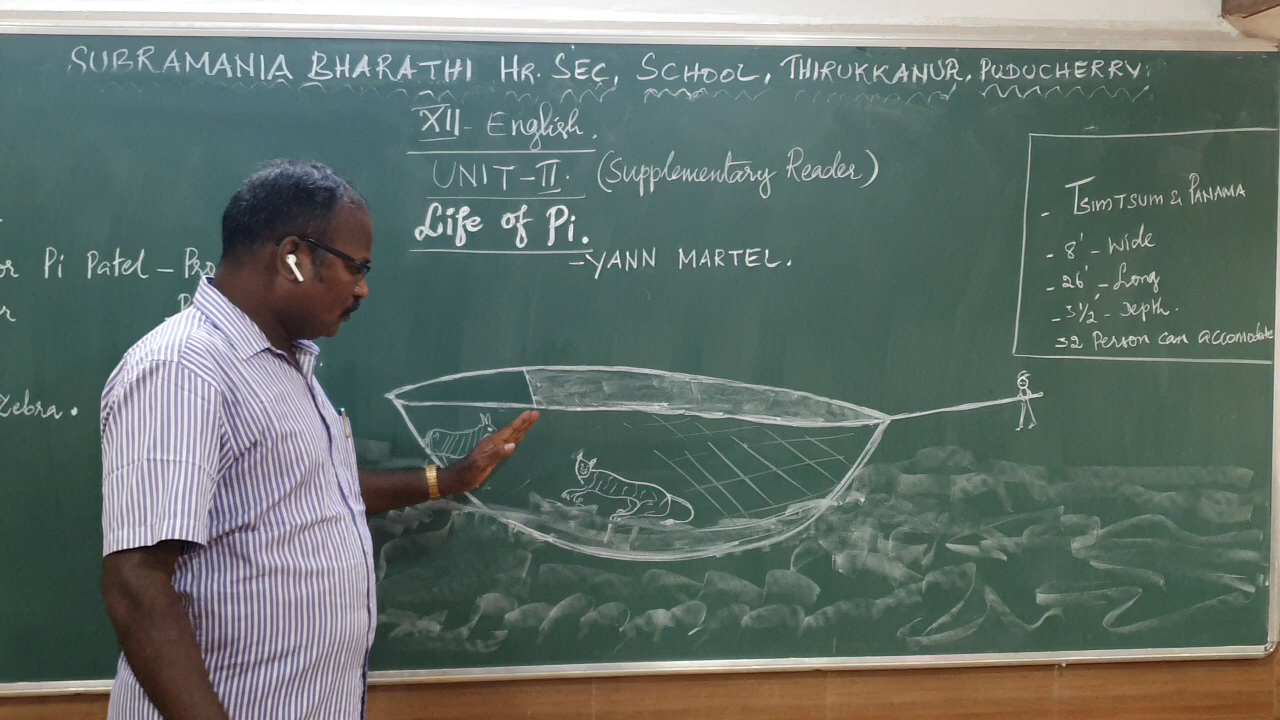 SUBRAMANIA BHARATHI HR. SEC, SCHOOL, THIRUKKANUR, PUDUCHERRY.
XII - English.
UNIT - II. (Supplementary Reader)
Life of Pi.
- YANN MARTEL.
Pi Patel -
Zebra.
- TSIMTSUM & PANAMA
- 8' - Wide
- 26' - Long
- 3½' - Depth.
32 Person can accomodate